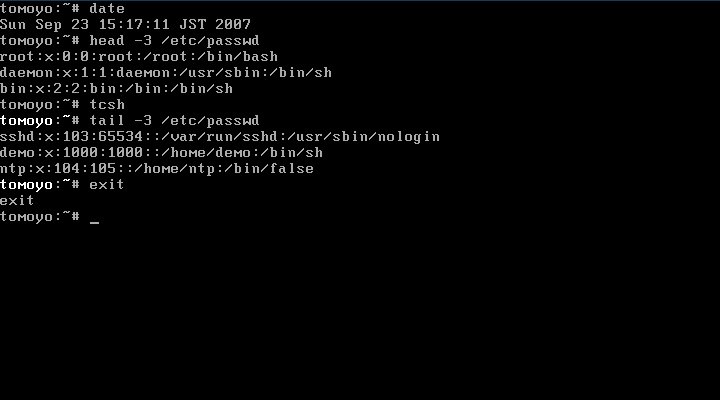 tomoyo:~# date
Sun Sep 23 15:17:11 JST 2007
tomoyo:~# head -3 /etc/passwd
root:x:0:0:root:/root:/bin/bash
daemon:x:1:1:daemon:/usr/sbin:/bin/sh
bin:x:2:2:bin:/bin:/bin/sh
tomoyo:~# tcsh
tomoyo:~# tail -3 /etc/passwd
sshd:x:103:65534::/var/run/sshd:/usr/sbin/nologin
demo:x:1000:1000::/home/demo:/bin/sh
ntp:x:104:105::/home/ntp:/bin/false
tomoyo:~# exit
exit
tomoyo:~# _